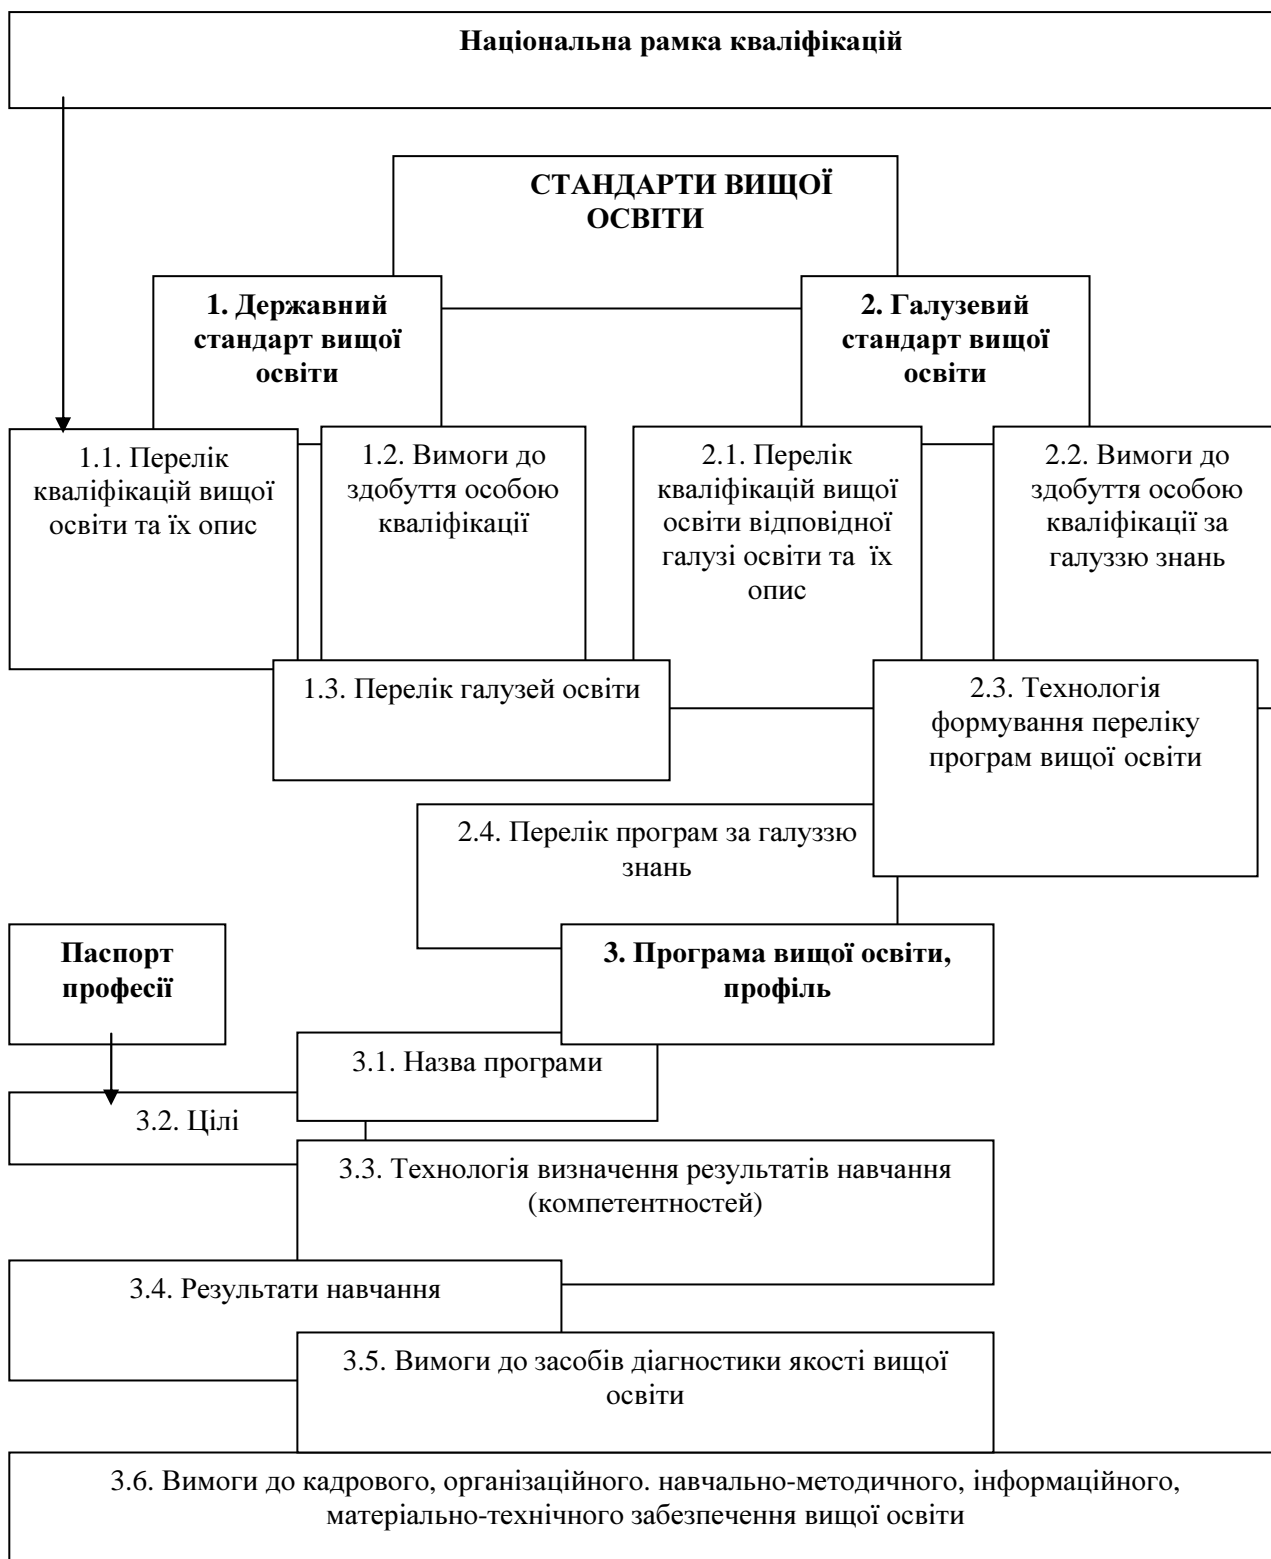 Національна рамка кваліфікацій
СТАНДАРТИ ВИЩОЇ
ОСВІТИ
1. Державний
стандарт вищої
освіти
2. Галузевий
стандарт вищої
освіти
1.1. Перелік
кваліфікацій вищої
освіти та їх опис
1.2. Вимоги до
здобуття особою
кваліфікації
2.1. Перелік
кваліфікацій вищої
освіти відповідної
галузі освіти та їх
опис
2.2. Вимоги до
здобуття особою
кваліфікації за
галуззю знань
1.3. Перелік галузей освіти
2.3. Технологія
формування переліку
програм вищої освіти
2.4. Перелік програм за галуззю
знань
Паспорт
професії
3. Програма вищої освіти,
профіль
3.1. Назва програми
3.2. Цілі
3.3. Технологія визначення результатів навчання
(компетентностей)
3.4. Результати навчання
3.5. Вимоги до засобів діагностики якості вищої
освіти
3.6. Вимоги до кадрового, організаційного. навчально-методичного, інформаційного,
матеріально-технічного забезпечення вищої освіти